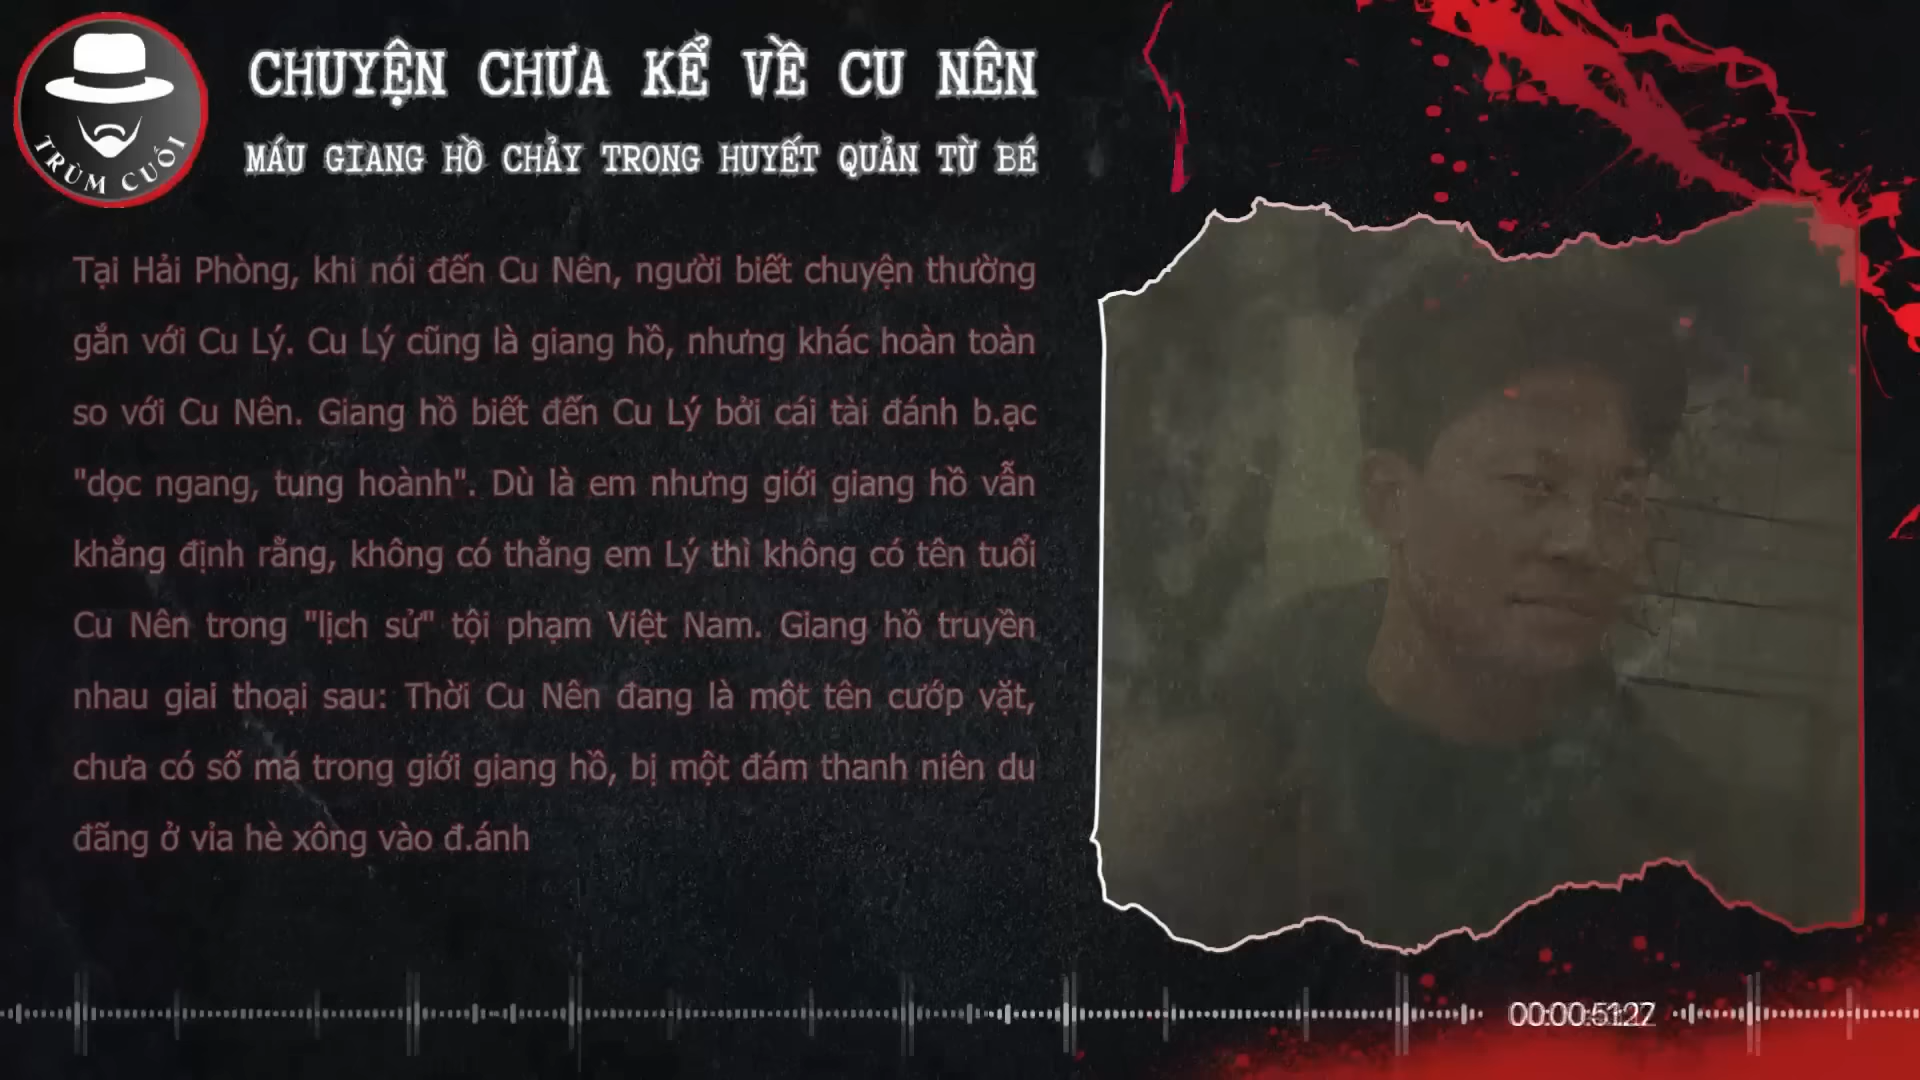 TRÙM CUỐI
CHUYỆN CHƯA KỂ VỀ CU NÊN
MÁU GIANG HỒ CHẢY TRONG HUYẾT QUẢN TỪ BÉ
Tại Hải Phòng, khi nói đến Cu Nên, người biết chuyện thường
gắn với Cu Lý. Cu Lý cũng là giang hồ, nhưng khác hoàn toàn
so với Cu Nên. Giang hồ biết đến Cu Lý bởi cái tài đánh b.ạc
"dọc ngang, tung hoành". Dù là em nhưng giới giang hồ vẫn
khẳng định rằng, không có thằng em Lý thì không có tên tuổi
Cu Nên trong "lịch sử" tội phạm Việt Nam. Giang hồ truyền
nhau giai thoại sau: Thời Cu Nên đang là một tên cướp vặt,
chưa có số má trong giới giang hồ, bị một đám thanh niên du
đãng ở vỉa hè xông vào đ.ánh